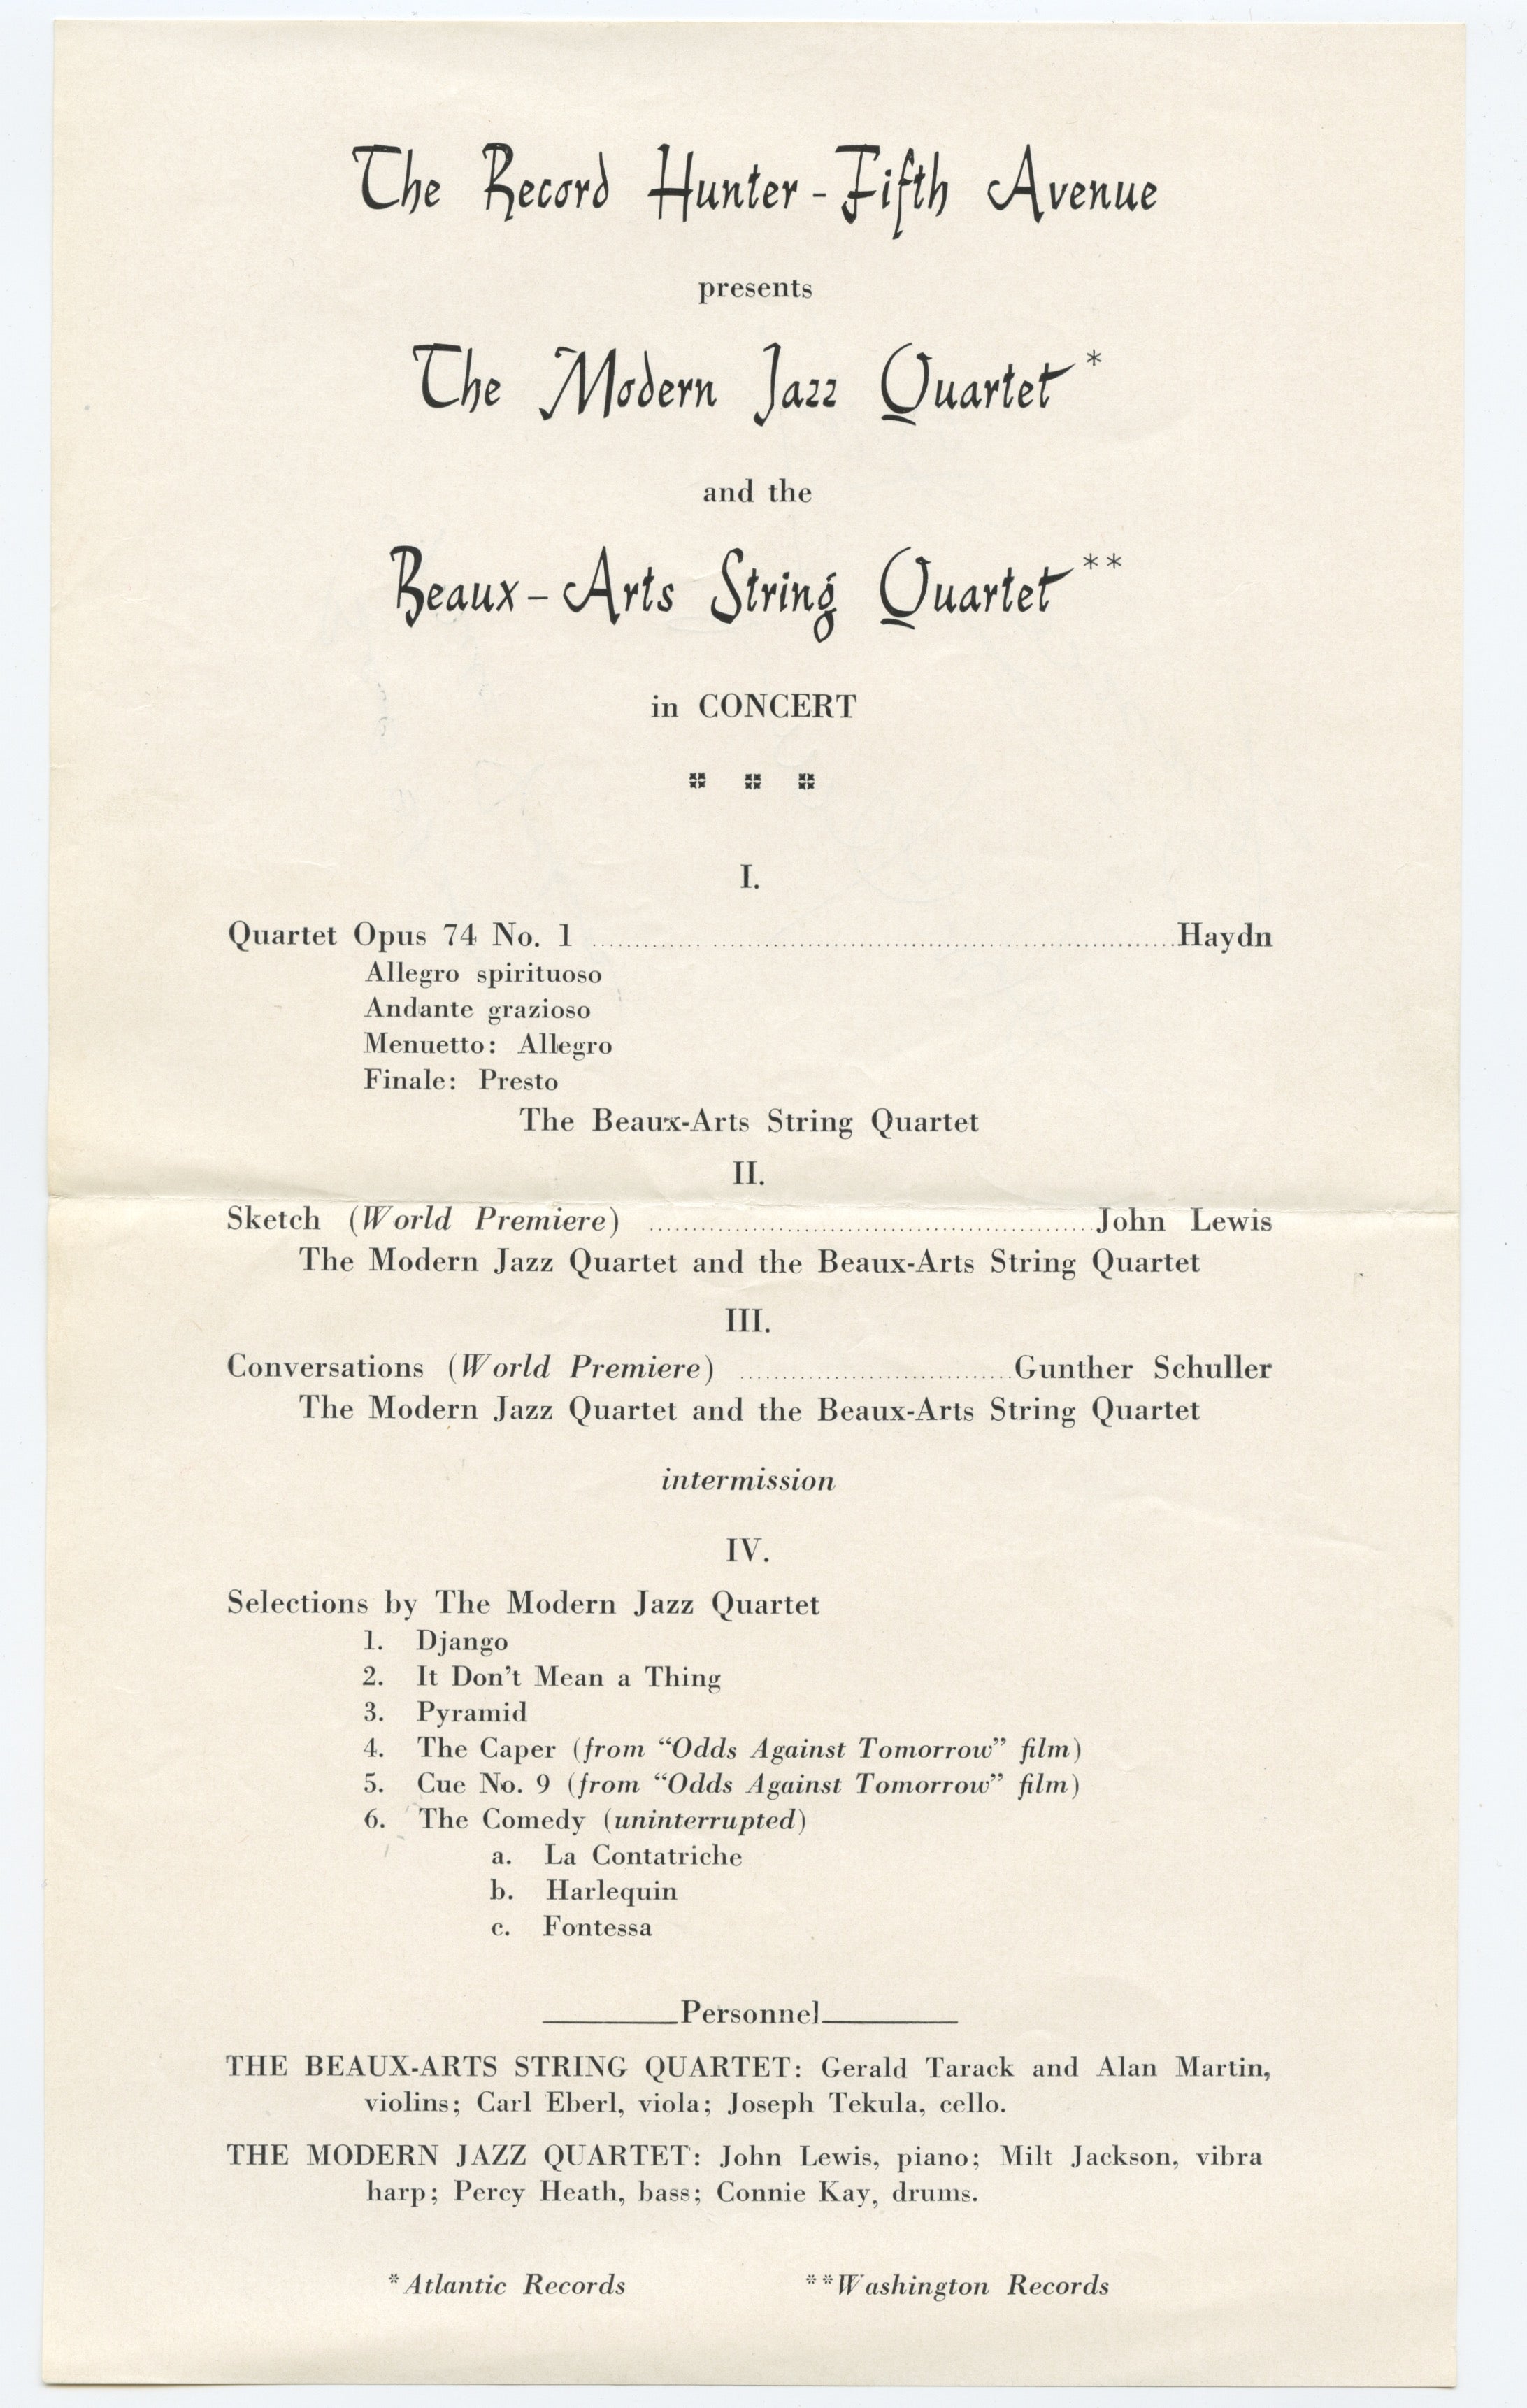 The Record Hunter - Fifth Avenue
presents
The Modern Jazz Quartet *
and the
Beaux - Arts String Quartet **
in CONCERT
I.
Quartet Opus 74 No. 1 ........................................ Haydn
Allegro spirituoso
Andante grazioso
Menuetto: Allegro
Finale: Presto
The Beaux-Arts String Quartet
II.
Sketch (World Premiere) ........................................ John Lewis
The Modern Jazz Quartet and the Beaux-Arts String Quartet
III.
Conversations (World Premiere) ........................................ Gunther Schuller
The Modern Jazz Quartet and the Beaux-Arts String Quartet
intermission
IV.
Selections by The Modern Jazz Quartet
1. Django
2. It Don't Mean a Thing
3. Pyramid
4. The Caper (from “Odds Against Tomorrow” film)
5. Cue No. 9 (from “Odds Against Tomorrow” film)
6. The Comedy (uninterrupted)
a. La Contatriche
b. Harlequin
c. Fontessa
Personnel
THE BEAUX-ARTS STRING QUARTET: Gerald Tarack and Alan Martin,
violins; Carl Eberl, viola; Joseph Tekula, cello.
THE MODERN JAZZ QUARTET: John Lewis, piano; Milt Jackson, vibra
harp; Percy Heath, bass; Connie Kay, drums.
*Atlantic Records **Washington Records